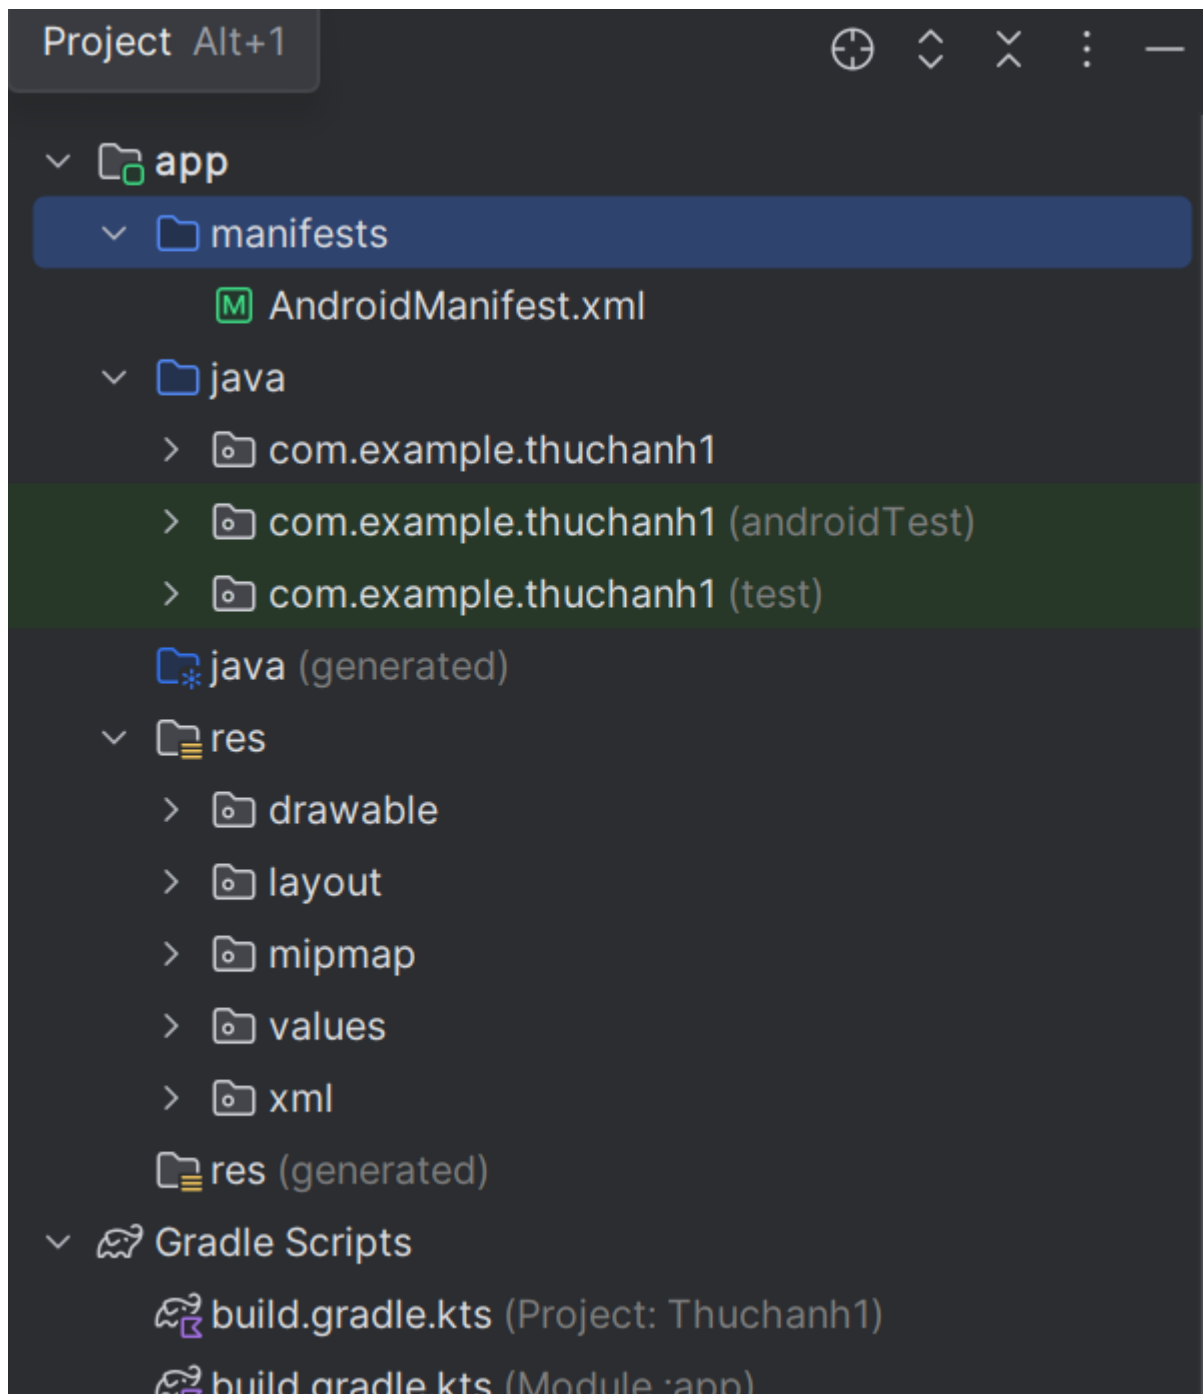 Project Alt+1
app
manifests
AndroidManifest.xml
java
com.example.thuchanh1
com.example.thuchanh1 (androidTest)
com.example.thuchanh1 (test)
java (generated)
res
drawable
layout
mipmap
values
xml
res (generated)
Gradle Scripts
build.gradle.kts (Project: Thuchanh1)
build.gradle.kts (Module :app)